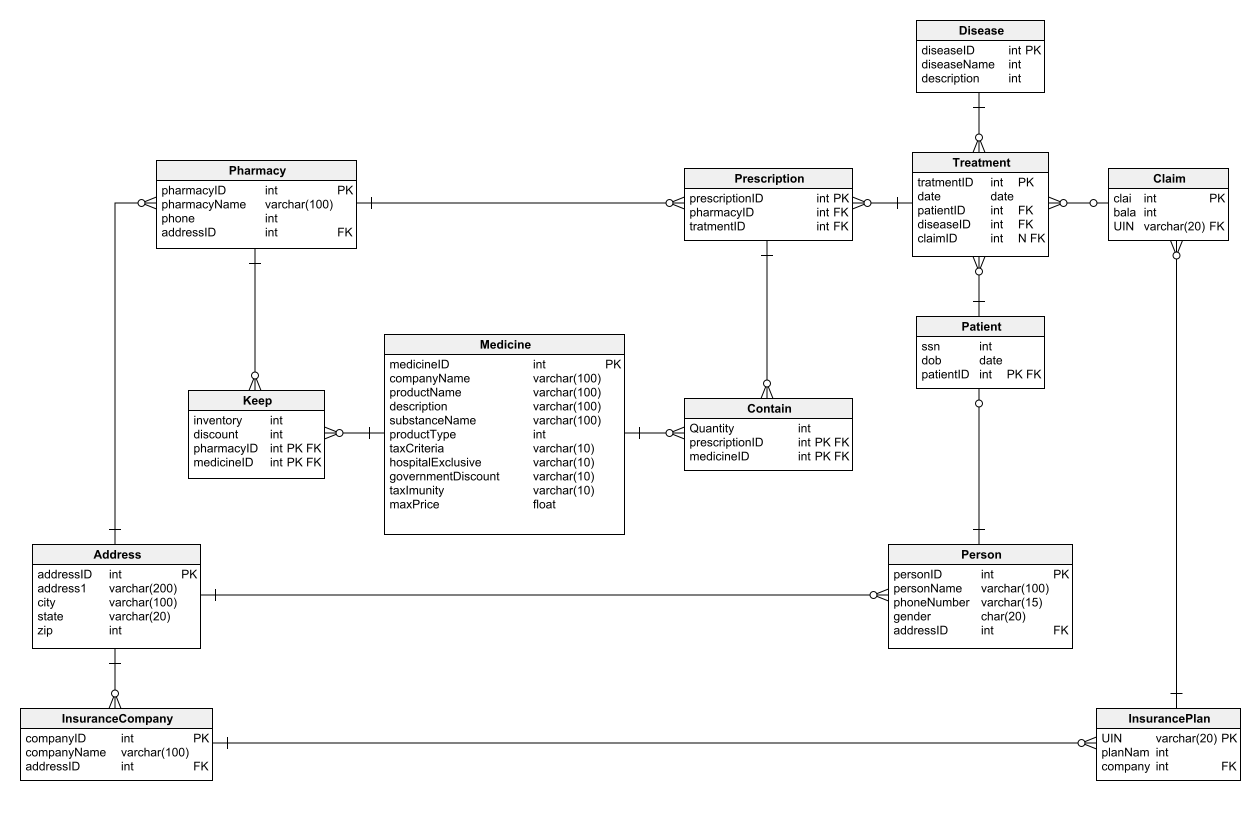 Disease
diseaseID int PK
diseaseName int
description int
Pharmacy
pharmacyID int PK
pharmacyName varchar(100)
phone int
addressID int FK
Prescription
prescriptionID int PK
pharmacyID int FK
tratmentID int FK
Treatment
tratmentID int PK
date date
patientID int FK
diseaseID int FK
claimID int N FK
Claim
clai int PK
bala int
UIN varchar(20) FK
Patient
ssn int
dob date
patientID int PK FK
Medicine
medicineID int PK
companyName varchar(100)
productName varchar(100)
description varchar(100)
substanceName varchar(100)
productType int
taxCriteria varchar(10)
hospitalExclusive varchar(10)
governmentDiscount varchar(10)
taxImunity varchar(10)
maxPrice float
Keep
inventory int
discount int
pharmacyID int PK FK
medicineID int PK FK
Contain
Quantity int
prescriptionID int PK FK
medicineID int PK FK
Address
addressID int PK
address1 varchar(200)
city varchar(100)
state varchar(20)
zip int
Person
personID int PK
personName varchar(100)
phoneNumber varchar(15)
gender char(20)
addressID int FK
InsuranceCompany
companyID int PK
companyName varchar(100)
addressID int FK
InsurancePlan
UIN varchar(20) PK
planNam int
company int FK